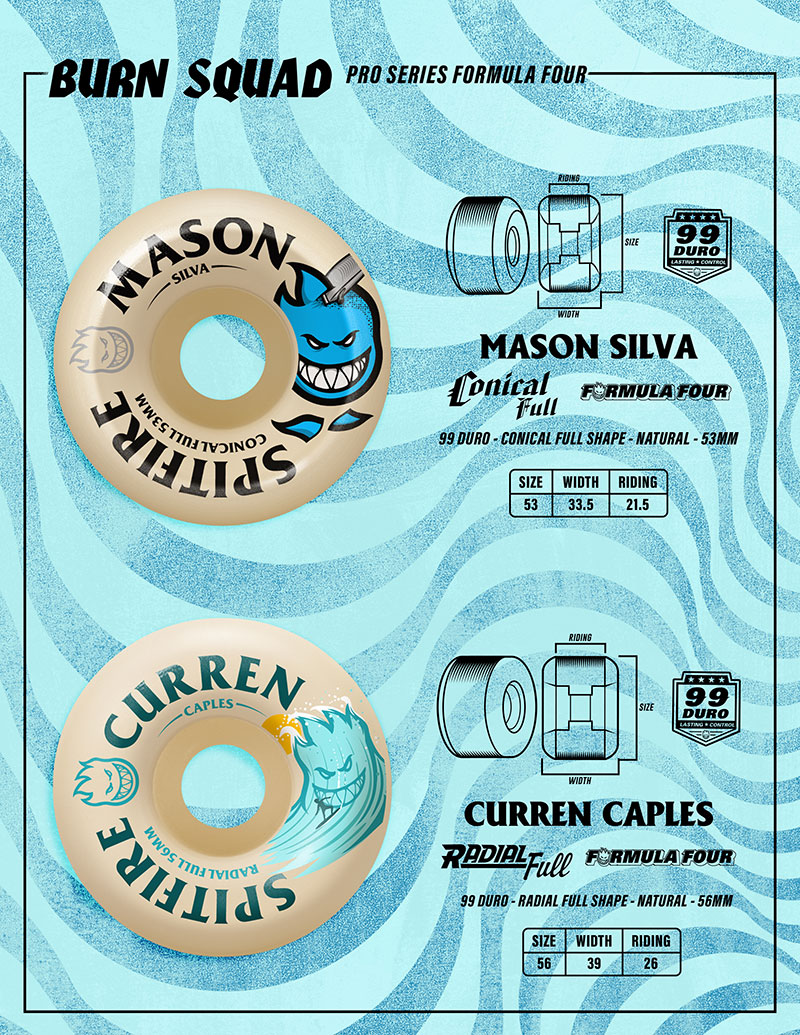 BURN SQUAD PRO SERIES FORMULA FOUR
MASON
SILVA
CONICAL FULL 53MM
SPITFIRE
RIDING
SIZE
WIDTH
99
DURO
LASTING ★ CONTROL
MASON SILVA
Conical Full
FORMULA FOUR
99 DURO - CONICAL FULL SHAPE - NATURAL - 53MM
SIZE WIDTH RIDING
53 33.5 21.5
CURREN
CAPLES
RADIAL FULL 56MM
SPITFIRE
RIDING
SIZE
WIDTH
99
DURO
LASTING ★ CONTROL
CURREN CAPLES
RADIAL Full
FORMULA FOUR
99 DURO - RADIAL FULL SHAPE - NATURAL - 56MM
SIZE WIDTH RIDING
56 39 26